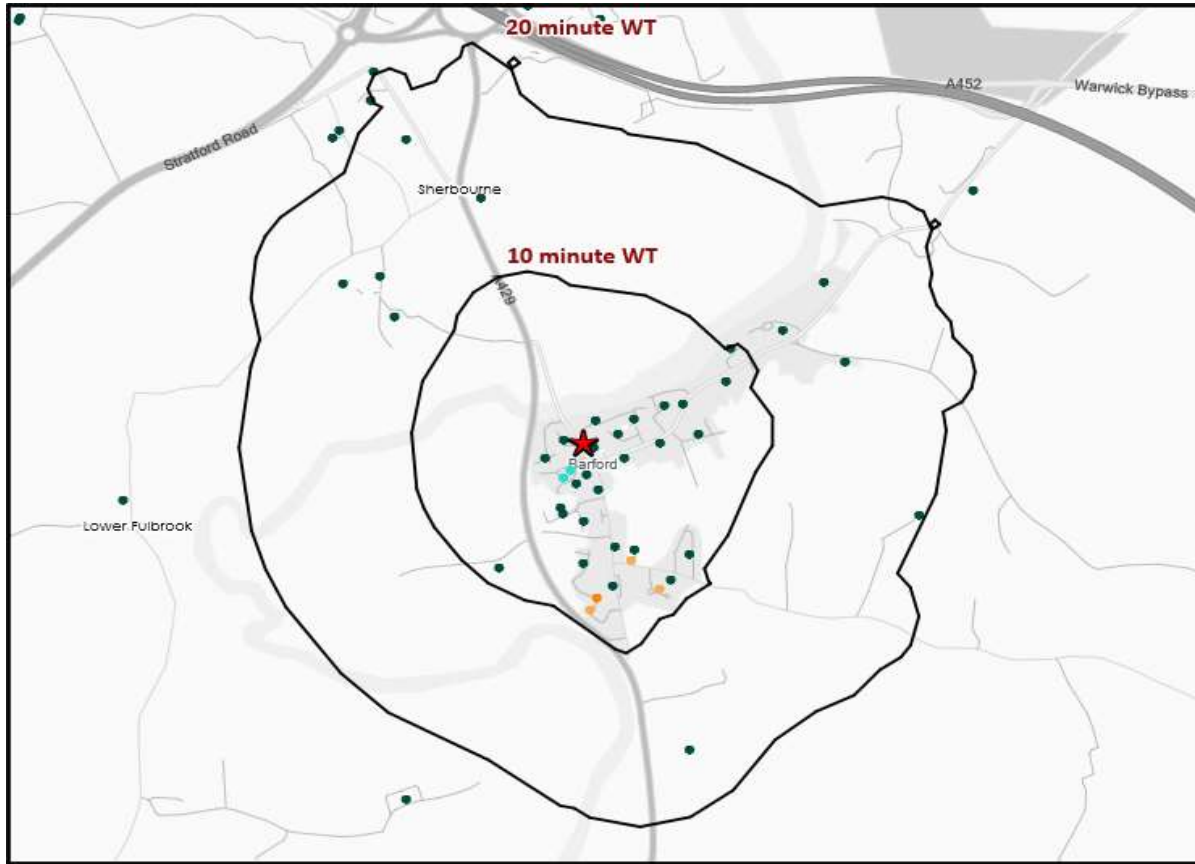 20 minute WT
A452
Warwick Bypass
Stratford Road
Sherbourne
10 minute WT
A429
Barford
Lower Fulbrook